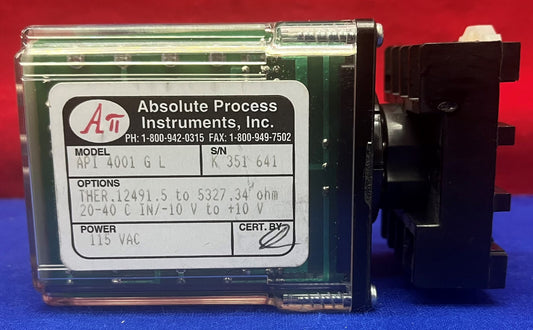 Aπ
Absolute Process
Instruments, Inc.
PH: 1-800-942-0315 FAX: 1-800-949-7502
MODEL
API 4001 G L
S/N
K 351 641
OPTIONS
THER.12491.5 to 5327.34 ohm
20-40 C IN/-10 V to +10 V
POWER
115 VAC
CERT. BY